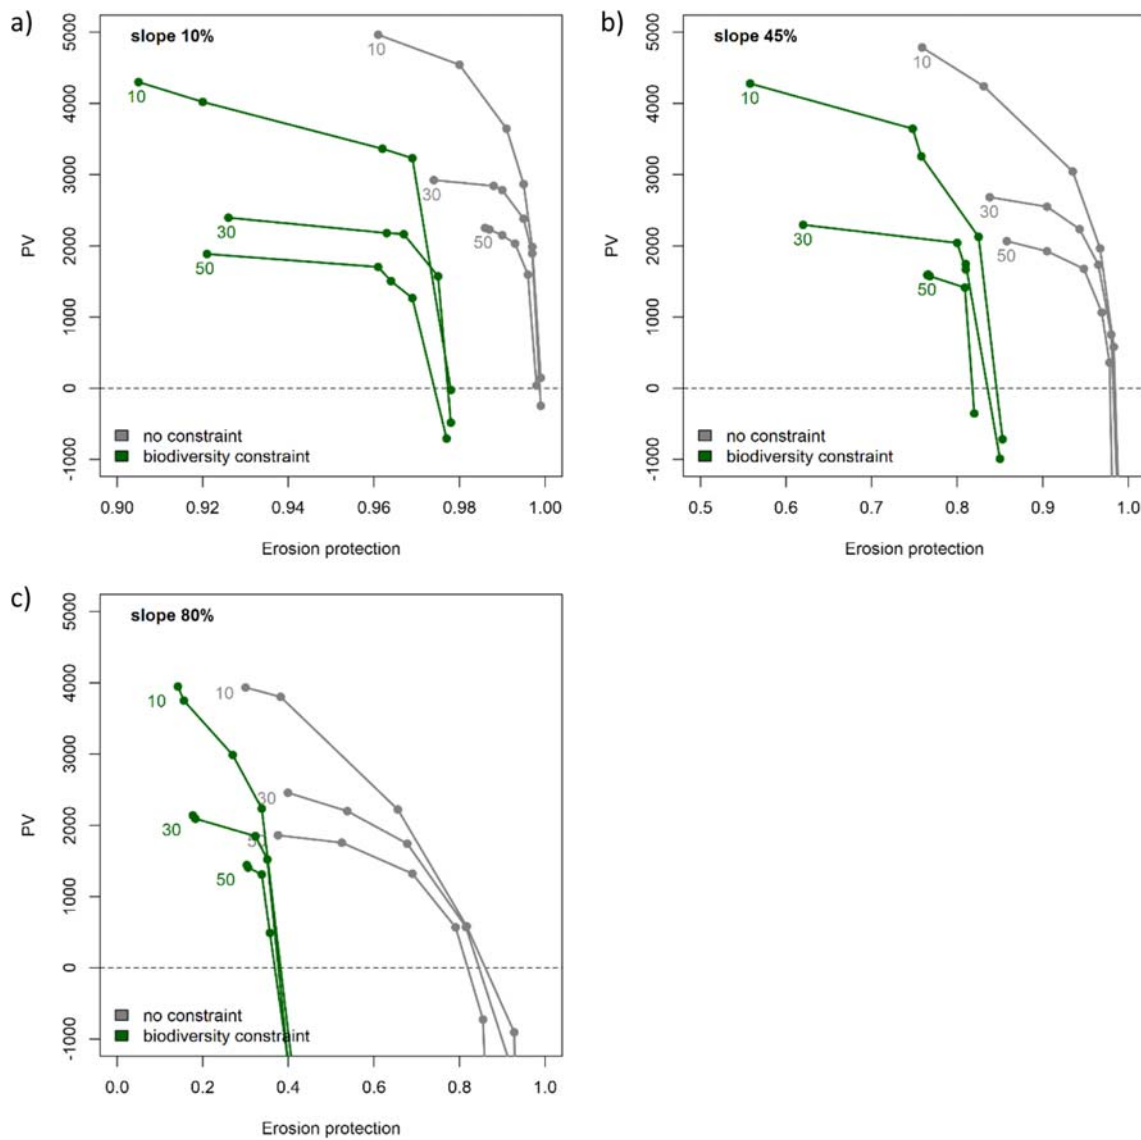 a)
slope 10%
PV
5000
4000
3000
2000
1000
0
-1000
10
30
50
10
30
50
no constraint
biodiversity constraint
0.90 0.92 0.94 0.96 0.98 1.00
Erosion protection
b)
slope 45%
PV
5000
4000
3000
2000
1000
0
-1000
10
30
50
10
30
50
no constraint
biodiversity constraint
0.5 0.6 0.7 0.8 0.9 1.0
Erosion protection
c)
slope 80%
PV
5000
4000
3000
2000
1000
0
-1000
10
10
30
30
50
no constraint
biodiversity constraint
0.0 0.2 0.4 0.6 0.8 1.0
Erosion protection